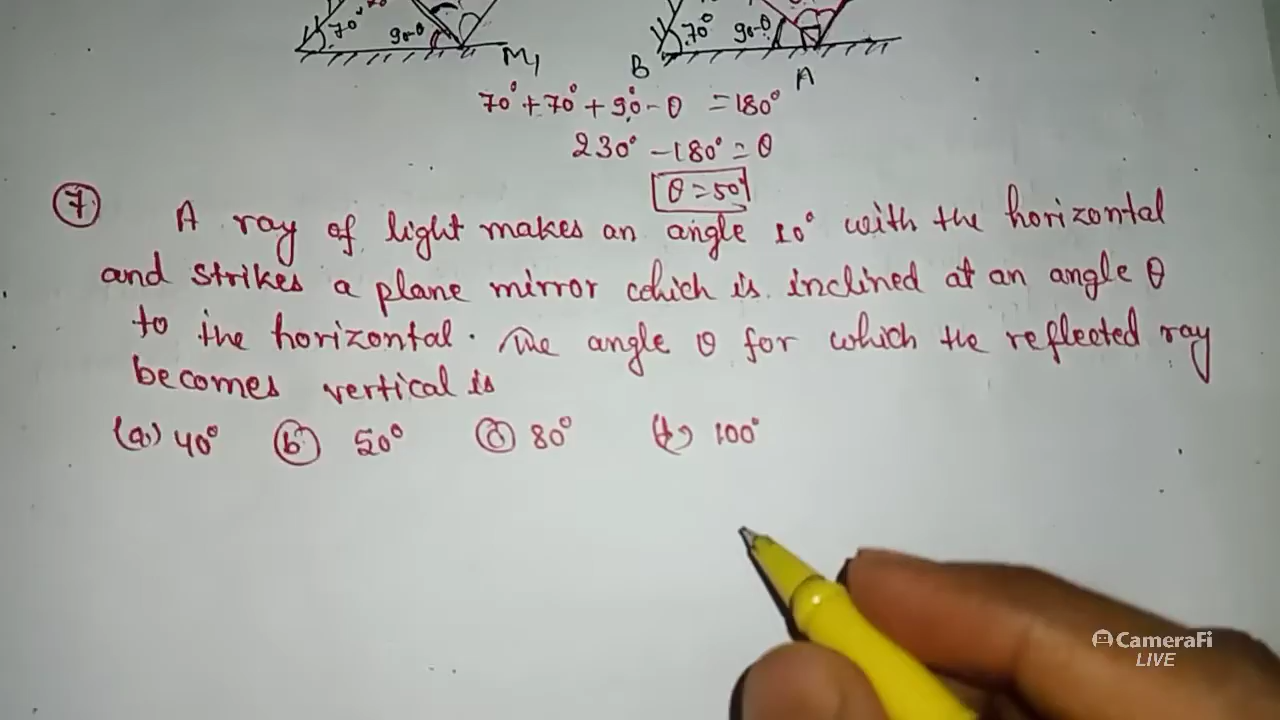 70° 90-θ M1 B 70° 90-θ A
70° + 70° + 90° - θ = 180°
230° - 180° = θ
θ = 50°
7 A ray of light makes an angle 10° with the horizontal
and strikes a plane mirror which is inclined at an angle θ
to the horizontal. The angle θ for which the reflected ray
becomes vertical is
(a) 40° (b) 50° (c) 80° (d) 100°
CameraFi
LIVE